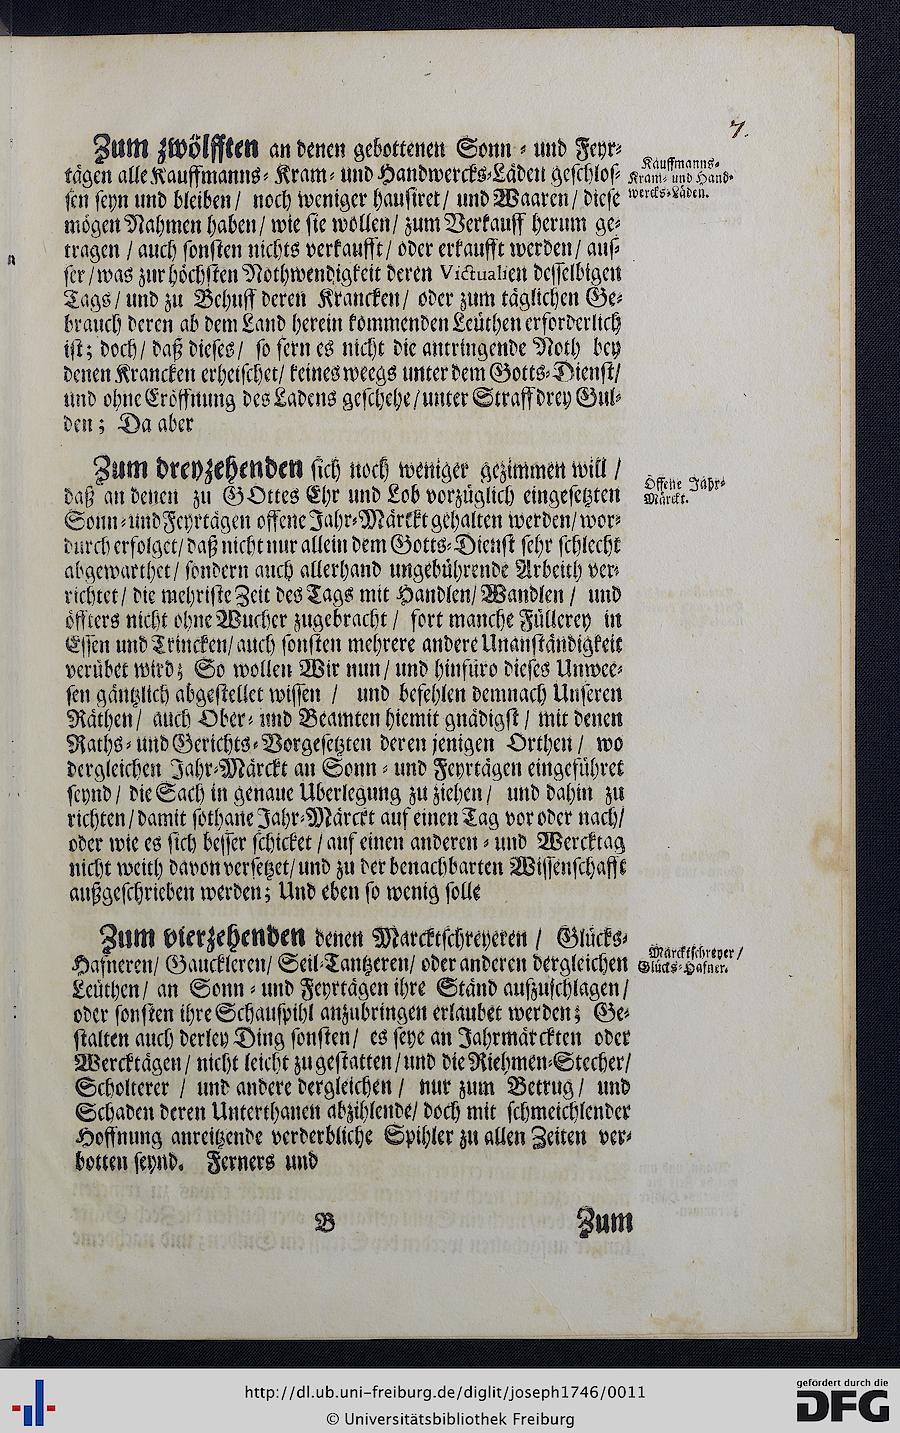 7.
Zum zwölfften an denen gebottenen Sonn- und Feyr-
tägen alle Kauffmanns- Kram- und Handwercks-Läden geschlos-
sen seyn und bleiben/ noch weniger hausiret/ und Waaren/ diese
mögen Nahmen haben/ wie sie wollen/ zum Verkauff herum ge-
tragen / auch sonsten nichts verkaufft/ oder erkaufft werden/ aus-
ser/ was zur höchsten Nothwendigkeit deren Victualien desselbigen
Tags/ und zu Behuff deren Krancken/ oder zum täglichen Ge-
brauch deren ab dem Land herein kommenden Leüthen erforderlich
ist; doch/ daß dieses/ so fern es nicht die antringende Noth bey
denen Krancken erheischet/ keines weegs unter dem Gotts-Dienst/
und ohne Eröffnung des Ladens geschehe/ unter Straff drey Gul-
den; Da aber
Kauffmanns-
Kram- und Hand-
wercks-Läden.
Zum dreyzehenden sich noch weniger gezimmen will /
daß an denen zu GOttes Ehr und Lob vorzüglich eingesetzten
Sonn- und Feyrtägen offene Jahr-Märckt gehalten werden/ wor-
durch erfolget/ daß nicht nur allein dem Gotts-Dienst sehr schlecht
abgewarthet/ sondern auch allerhand ungebührende Arbeith ver-
richtet/ die mehriste Zeit des Tags mit Handlen/ Wandlen / und
öffters nicht ohne Wucher zugebracht / fort manche Füllerey in
Essen und Trincken/ auch sonsten mehrere andere Unanständigkeit
verübet wird; So wollen Wir nun/ und hinfüro dieses Unwee-
sen gäntzlich abgestellet wissen / und befehlen demnach Unseren
Räthen/ auch Ober- und Beamten hiemit gnädigst/ mit denen
Raths- und Gerichts-Vorgesetzten deren jenigen Orthen/ wo
dergleichen Jahr-Märckt an Sonn- und Feyrtägen eingeführet
seynd/ die Sach in genaue Uberlegung zu ziehen/ und dahin zu
richten/ damit sothane Jahr-Märckt auf einen Tag vor oder nach/
oder wie es sich besser schicket/ auf einen anderen- und Wercktag
nicht weith davon versetzet/ und zu der benachbarten Wissenschafft
außgeschrieben werden; Und eben so wenig solle
Offene Jahr-
Märckt.
Zum vierzehenden denen Marcktschreyeren / Glücks-
Hafneren/ Gauckleren/ Seil-Tantzeren/ oder anderen dergleichen
Leüthen/ an Sonn- und Feyrtägen ihre Ständ aufzuschlagen/
oder sonsten ihre Schauspihl anzubringen erlaubet werden; Ge-
stalten auch derley Ding sonsten/ es seye an Jahrmärckten oder
Wercktägen/ nicht leicht zu gestatten/ und die Riehmen-Stecher/
Scholterer / und andere dergleichen / nur zum Betrug/ und
Schaden deren Unterthanen abzihlende/ doch mit schmeichlender
Hoffnung anreitzende verderbliche Spihler zu allen Zeiten ver-
botten seynd. Ferners und
Marcktschreyer/
Glücks-Hafner.
B
Zum
http://dl.ub.uni-freiburg.de/diglit/joseph1746/0011
© Universitätsbibliothek Freiburg
gefördert durch die
DFG